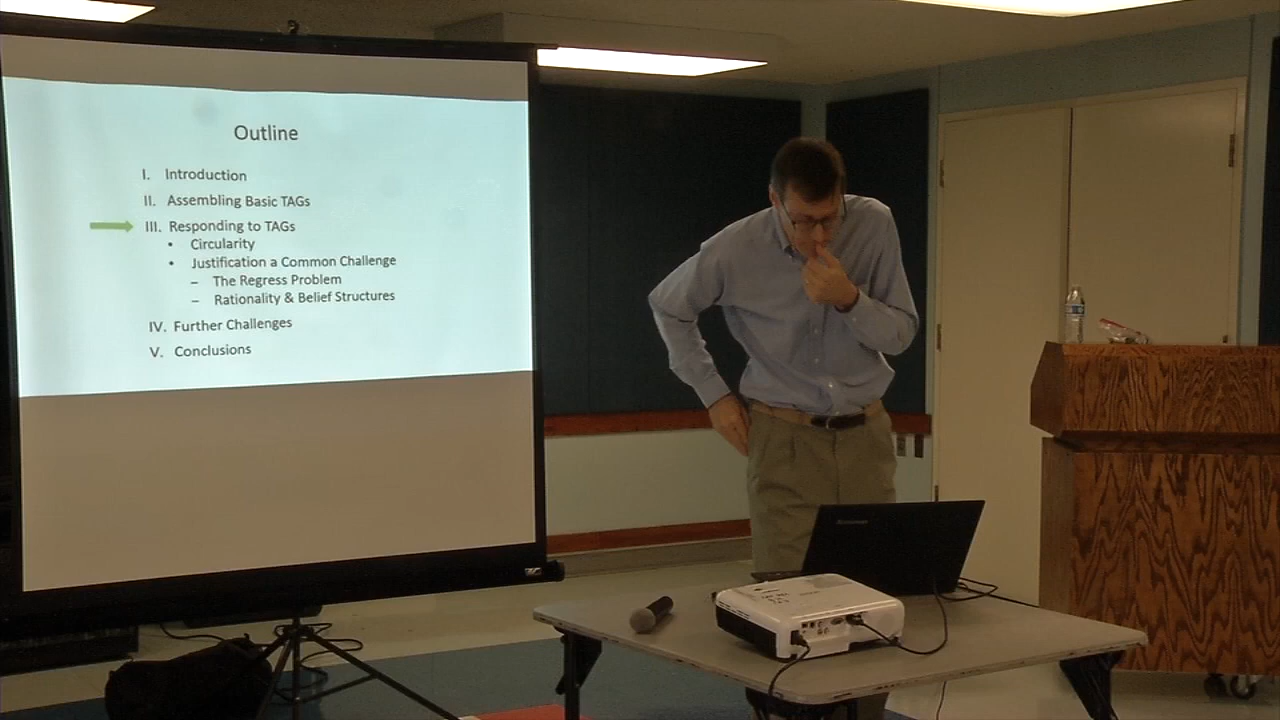 Outline
I. Introduction
II. Assembling Basic TAGs
III. Responding to TAGs
• Circularity
• Justification a Common Challenge
– The Regress Problem
– Rationality & Belief Structures
IV. Further Challenges
V. Conclusions
lenovo